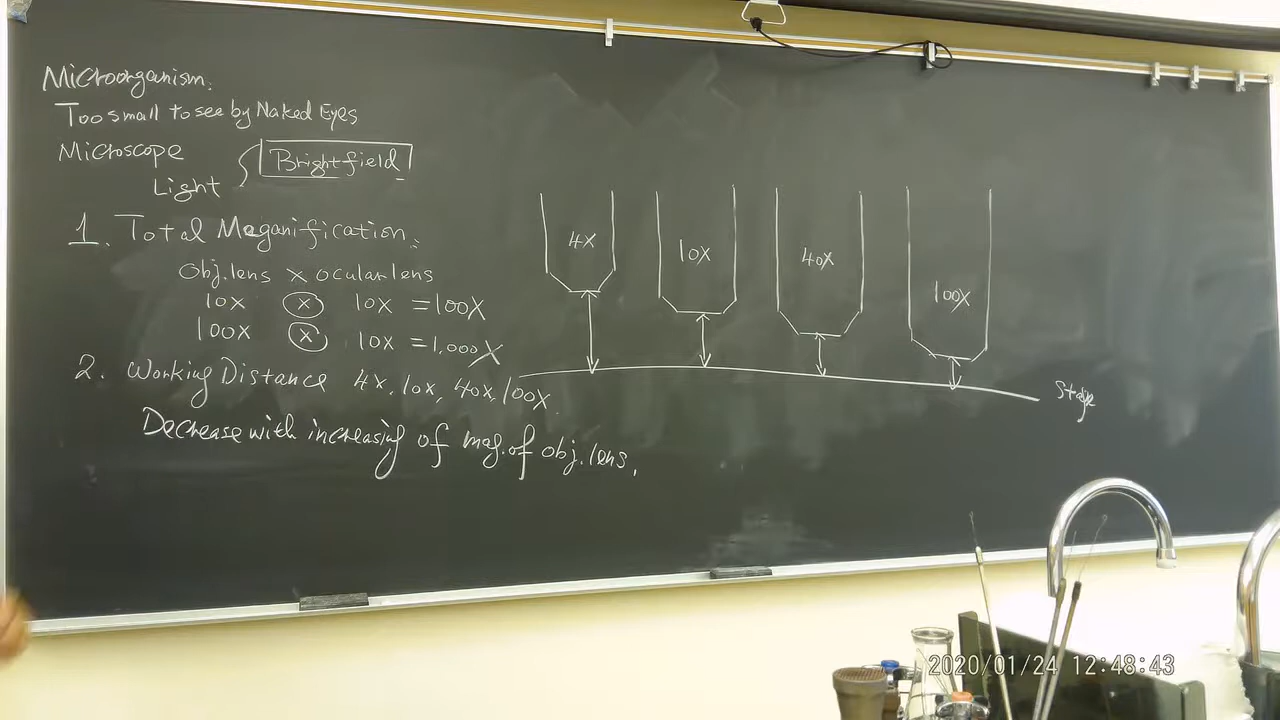 Microorganism.
Too small to see by Naked Eyes
Microscope
Light
Brightfield
1. Total Meganification:
Obj.lens X ocular lens
10X X 10X = 100X
100X X 10X = 1,000X
2. Working Distance 4X, 10X, 40X, 100X.
Decrease with increasing of mag. of obj. lens.
4X
10X
40X
100X
Stage
2020/01/24 12:48:43